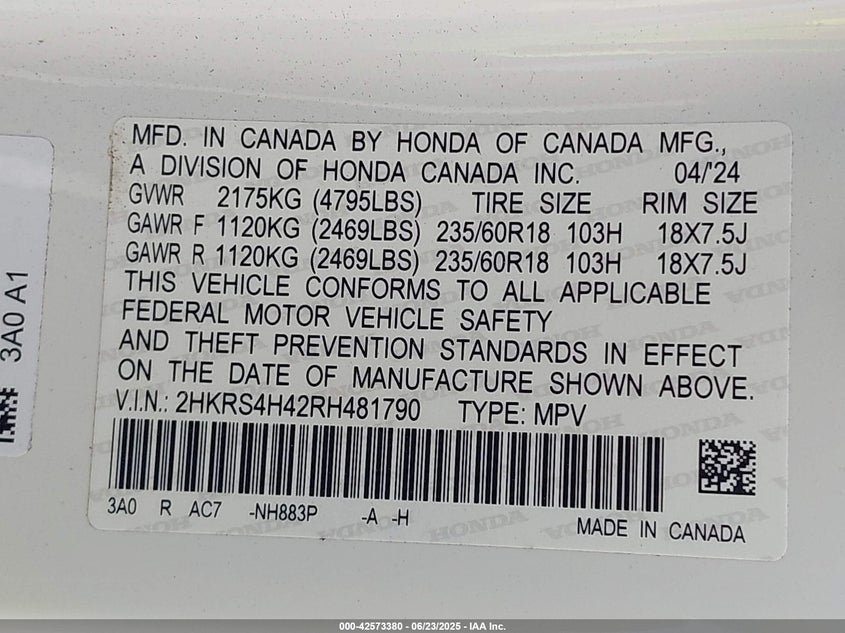 MFD. IN CANADA BY HONDA OF CANADA MFG.,
A DIVISION OF HONDA CANADA INC. 04/'24
GVWR 2175KG (4795LBS) TIRE SIZE RIM SIZE
GAWR F 1120KG (2469LBS) 235/60R18 103H 18X7.5J
GAWR R 1120KG (2469LBS) 235/60R18 103H 18X7.5J
THIS VEHICLE CONFORMS TO ALL APPLICABLE
FEDERAL MOTOR VEHICLE SAFETY
AND THEFT PREVENTION STANDARDS IN EFFECT
ON THE DATE OF MANUFACTURE SHOWN ABOVE.
V.I.N.: 2HKRS4H42RH481790 TYPE: MPV
3A0 R AC7 -NH883P -A -H
MADE IN CANADA
3A0 A1
000-42573380 - 06/23/2025 - IAA Inc.